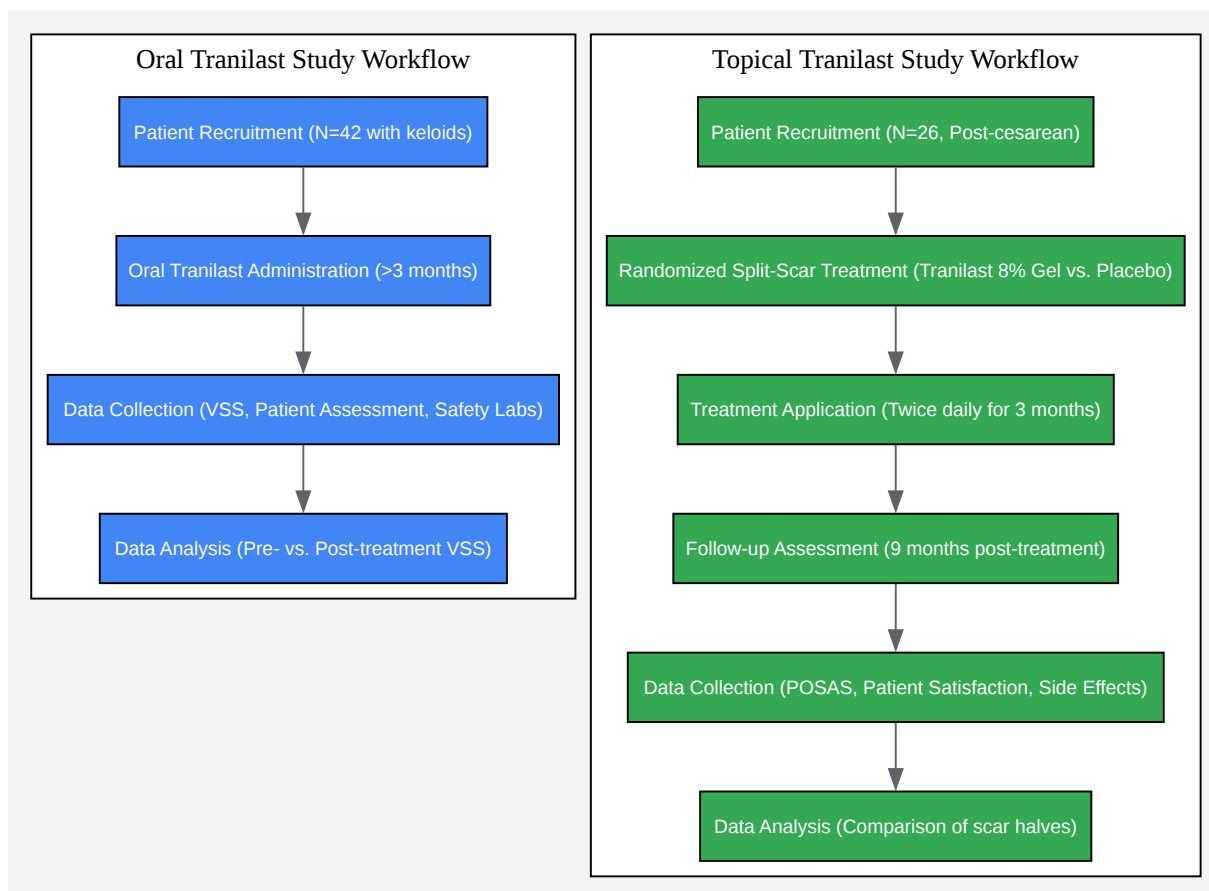 Oral Tranilast Study Workflow
Patient Recruitment (N=42 with keloids)
Oral Tranilast Administration (>3 months)
Data Collection (VSS, Patient Assessment, Safety Labs)
Data Analysis (Pre- vs. Post-treatment VSS)
Topical Tranilast Study Workflow
Patient Recruitment (N=26, Post-cesarean)
Randomized Split-Scar Treatment (Tranilast 8% Gel vs. Placebo)
Treatment Application (Twice daily for 3 months)
Follow-up Assessment (9 months post-treatment)
Data Collection (POSAS, Patient Satisfaction, Side Effects)
Data Analysis (Comparison of scar halves)